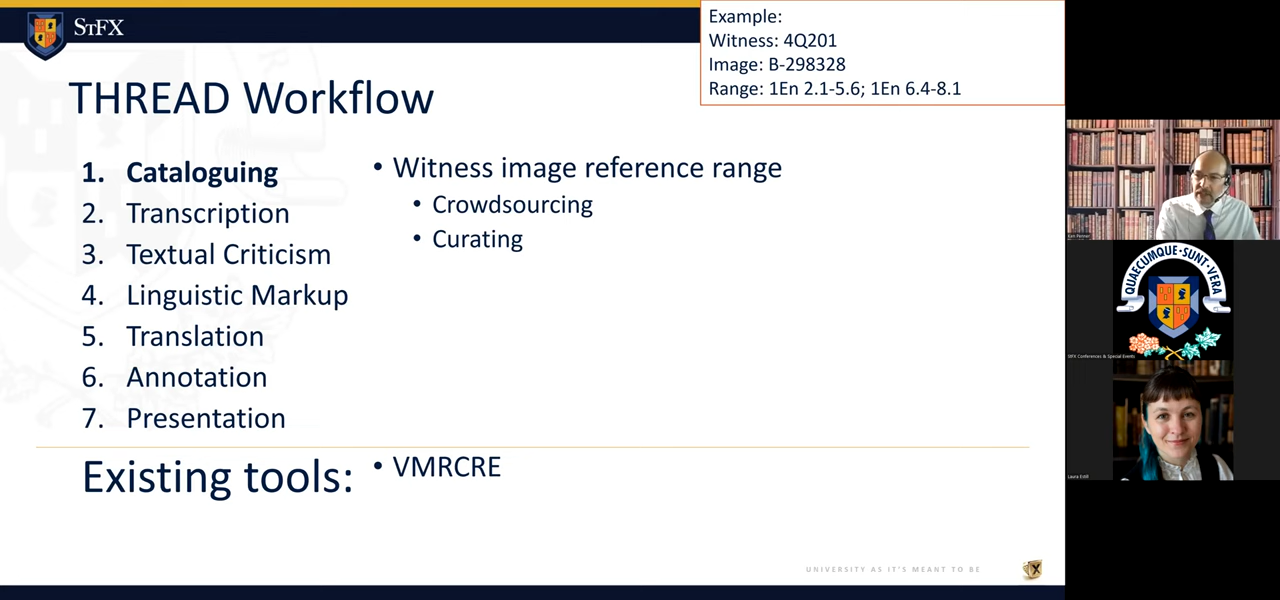 StFX
Example:
Witness: 4Q201
Image: B-298328
Range: 1En 2.1-5.6; 1En 6.4-8.1
THREAD Workflow
1. Cataloguing
2. Transcription
3. Textual Criticism
4. Linguistic Markup
5. Translation
6. Annotation
7. Presentation
• Witness image reference range
• Crowdsourcing
• Curating
Existing tools:
• VMRCRE
UNIVERSITY AS IT'S MEANT TO BE
QUAECUMQUE·SUNT·VERA
StFX Conferences & Special Events
Laura Estill